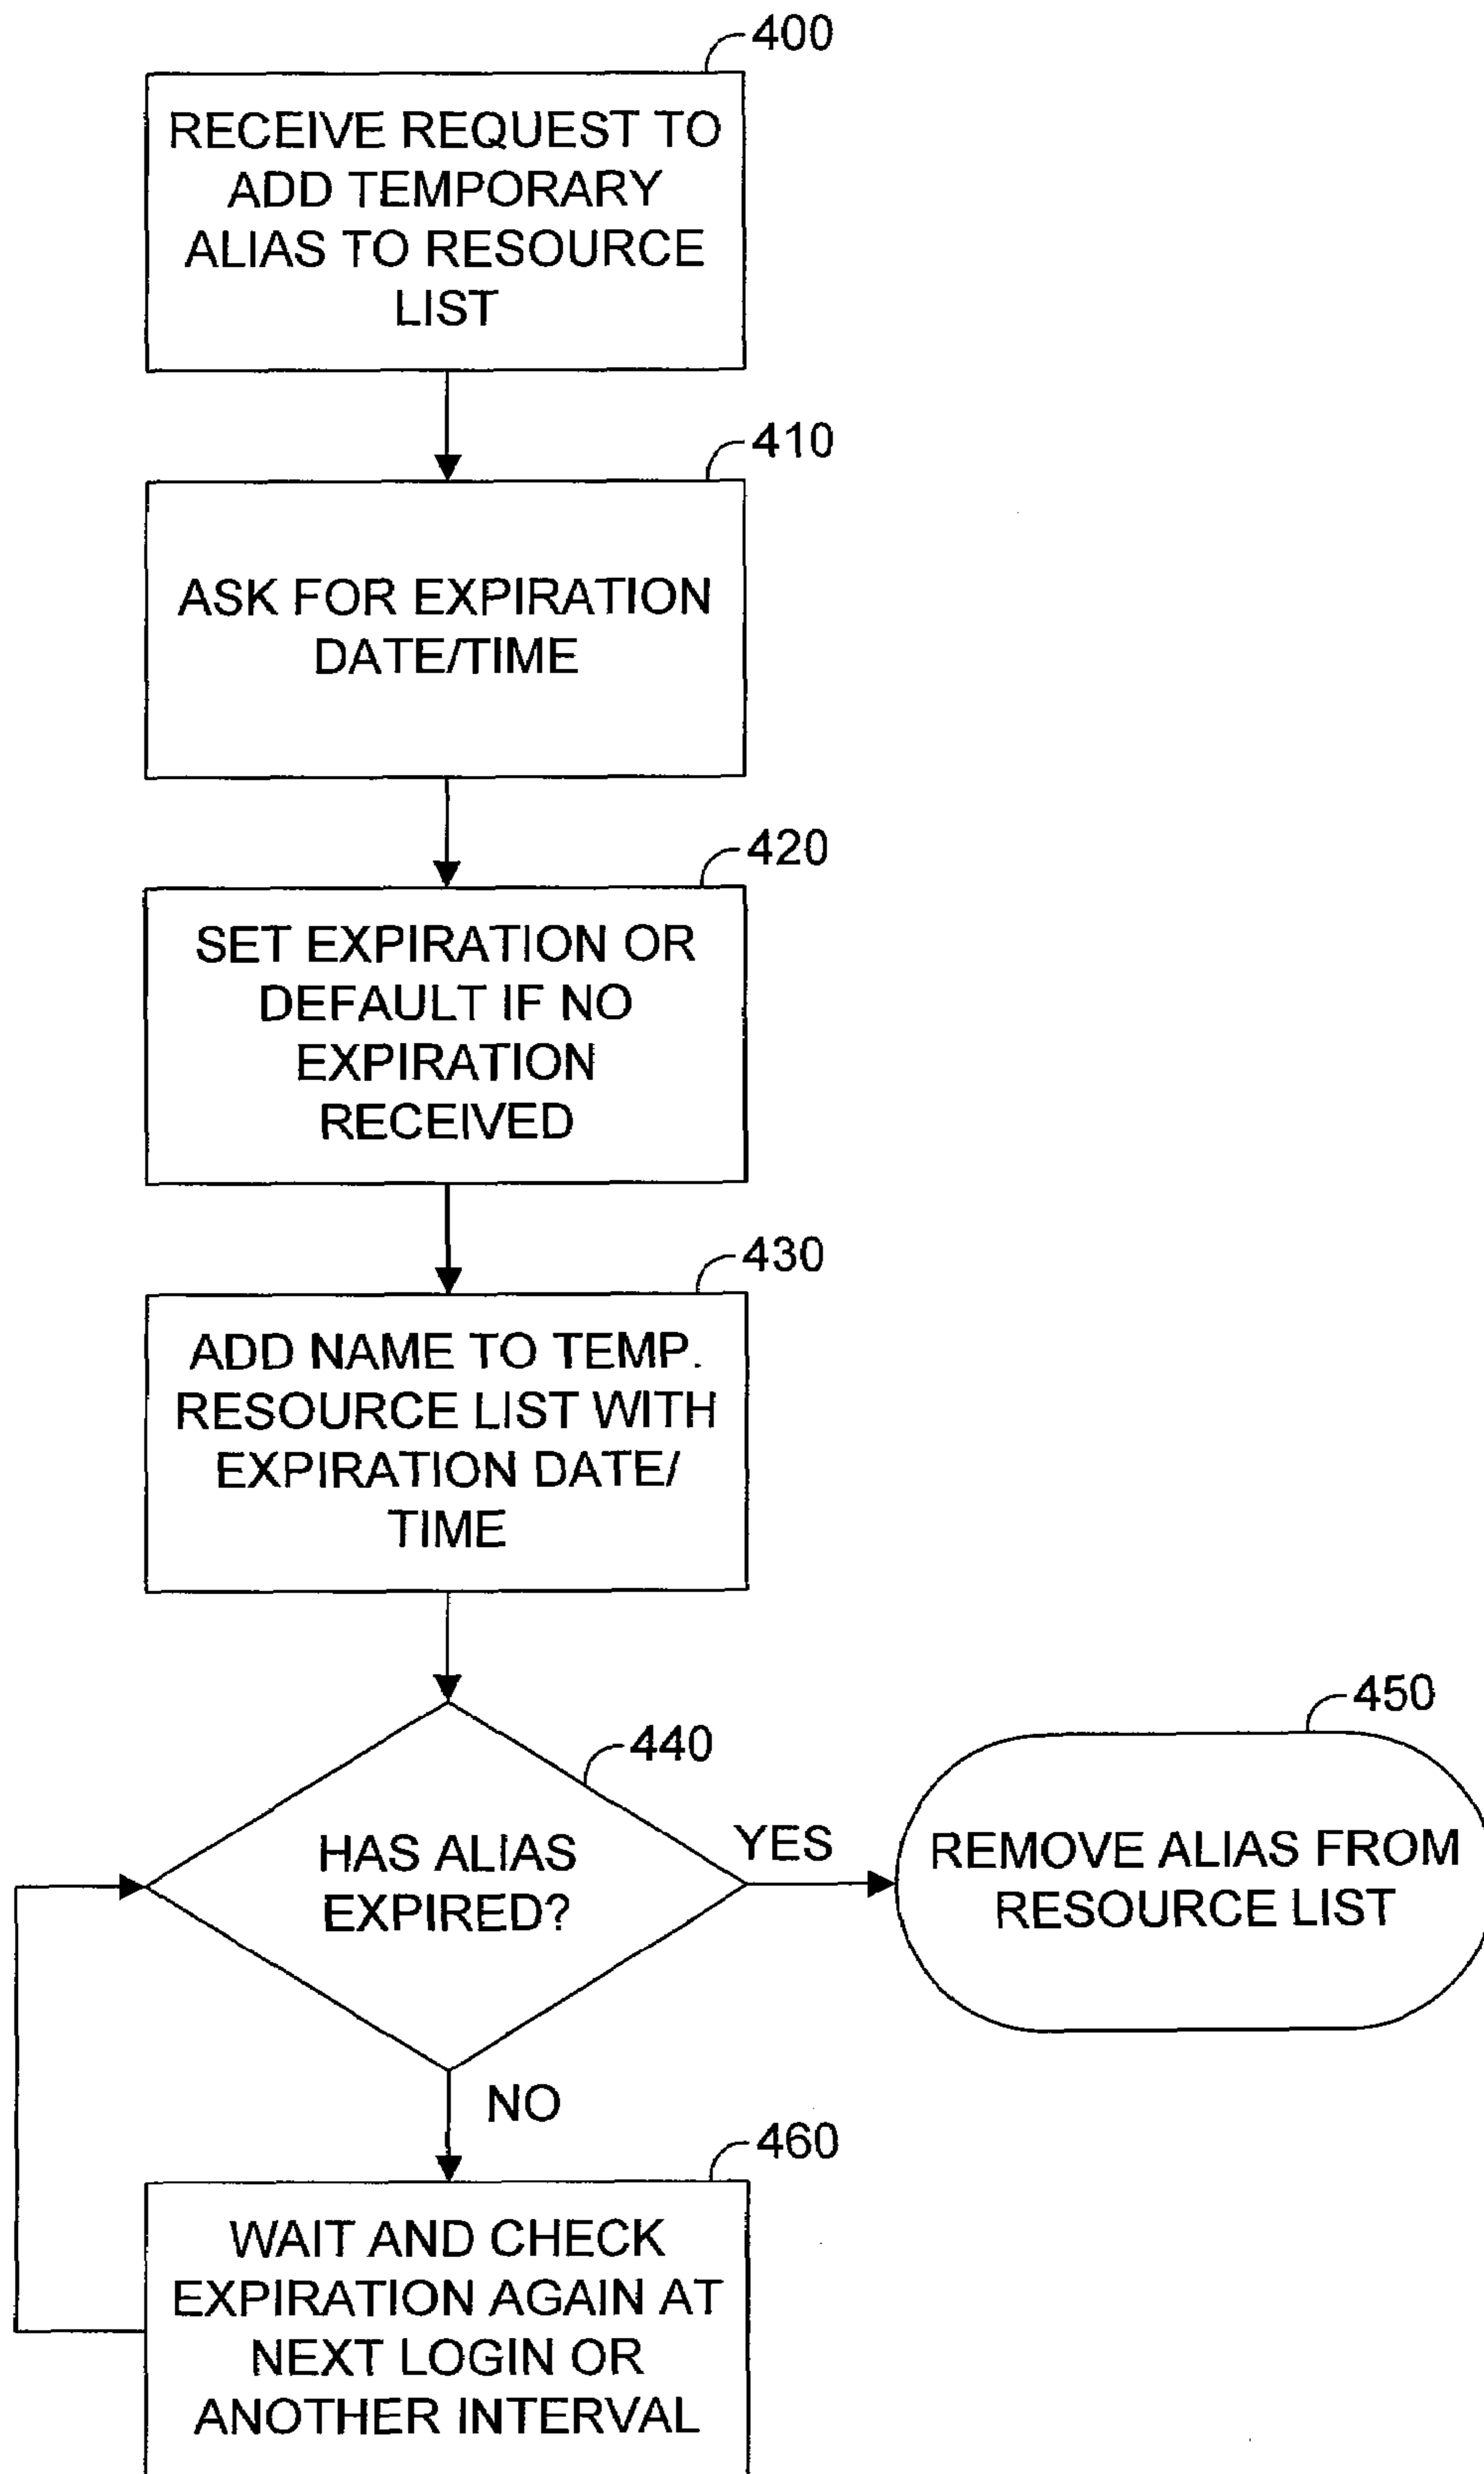 400
RECEIVE REQUEST TO
ADD TEMPORARY
ALIAS TO RESOURCE
LIST
410
ASK FOR EXPIRATION
DATE/TIME
420
SET EXPIRATION OR
DEFAULT IF NO
EXPIRATION
RECEIVED
430
ADD NAME TO TEMP.
RESOURCE LIST WITH
EXPIRATION DATE/
TIME
440
HAS ALIAS
EXPIRED?
YES
450
REMOVE ALIAS FROM
RESOURCE LIST
NO
460
WAIT AND CHECK
EXPIRATION AGAIN AT
NEXT LOGIN OR
ANOTHER INTERVAL